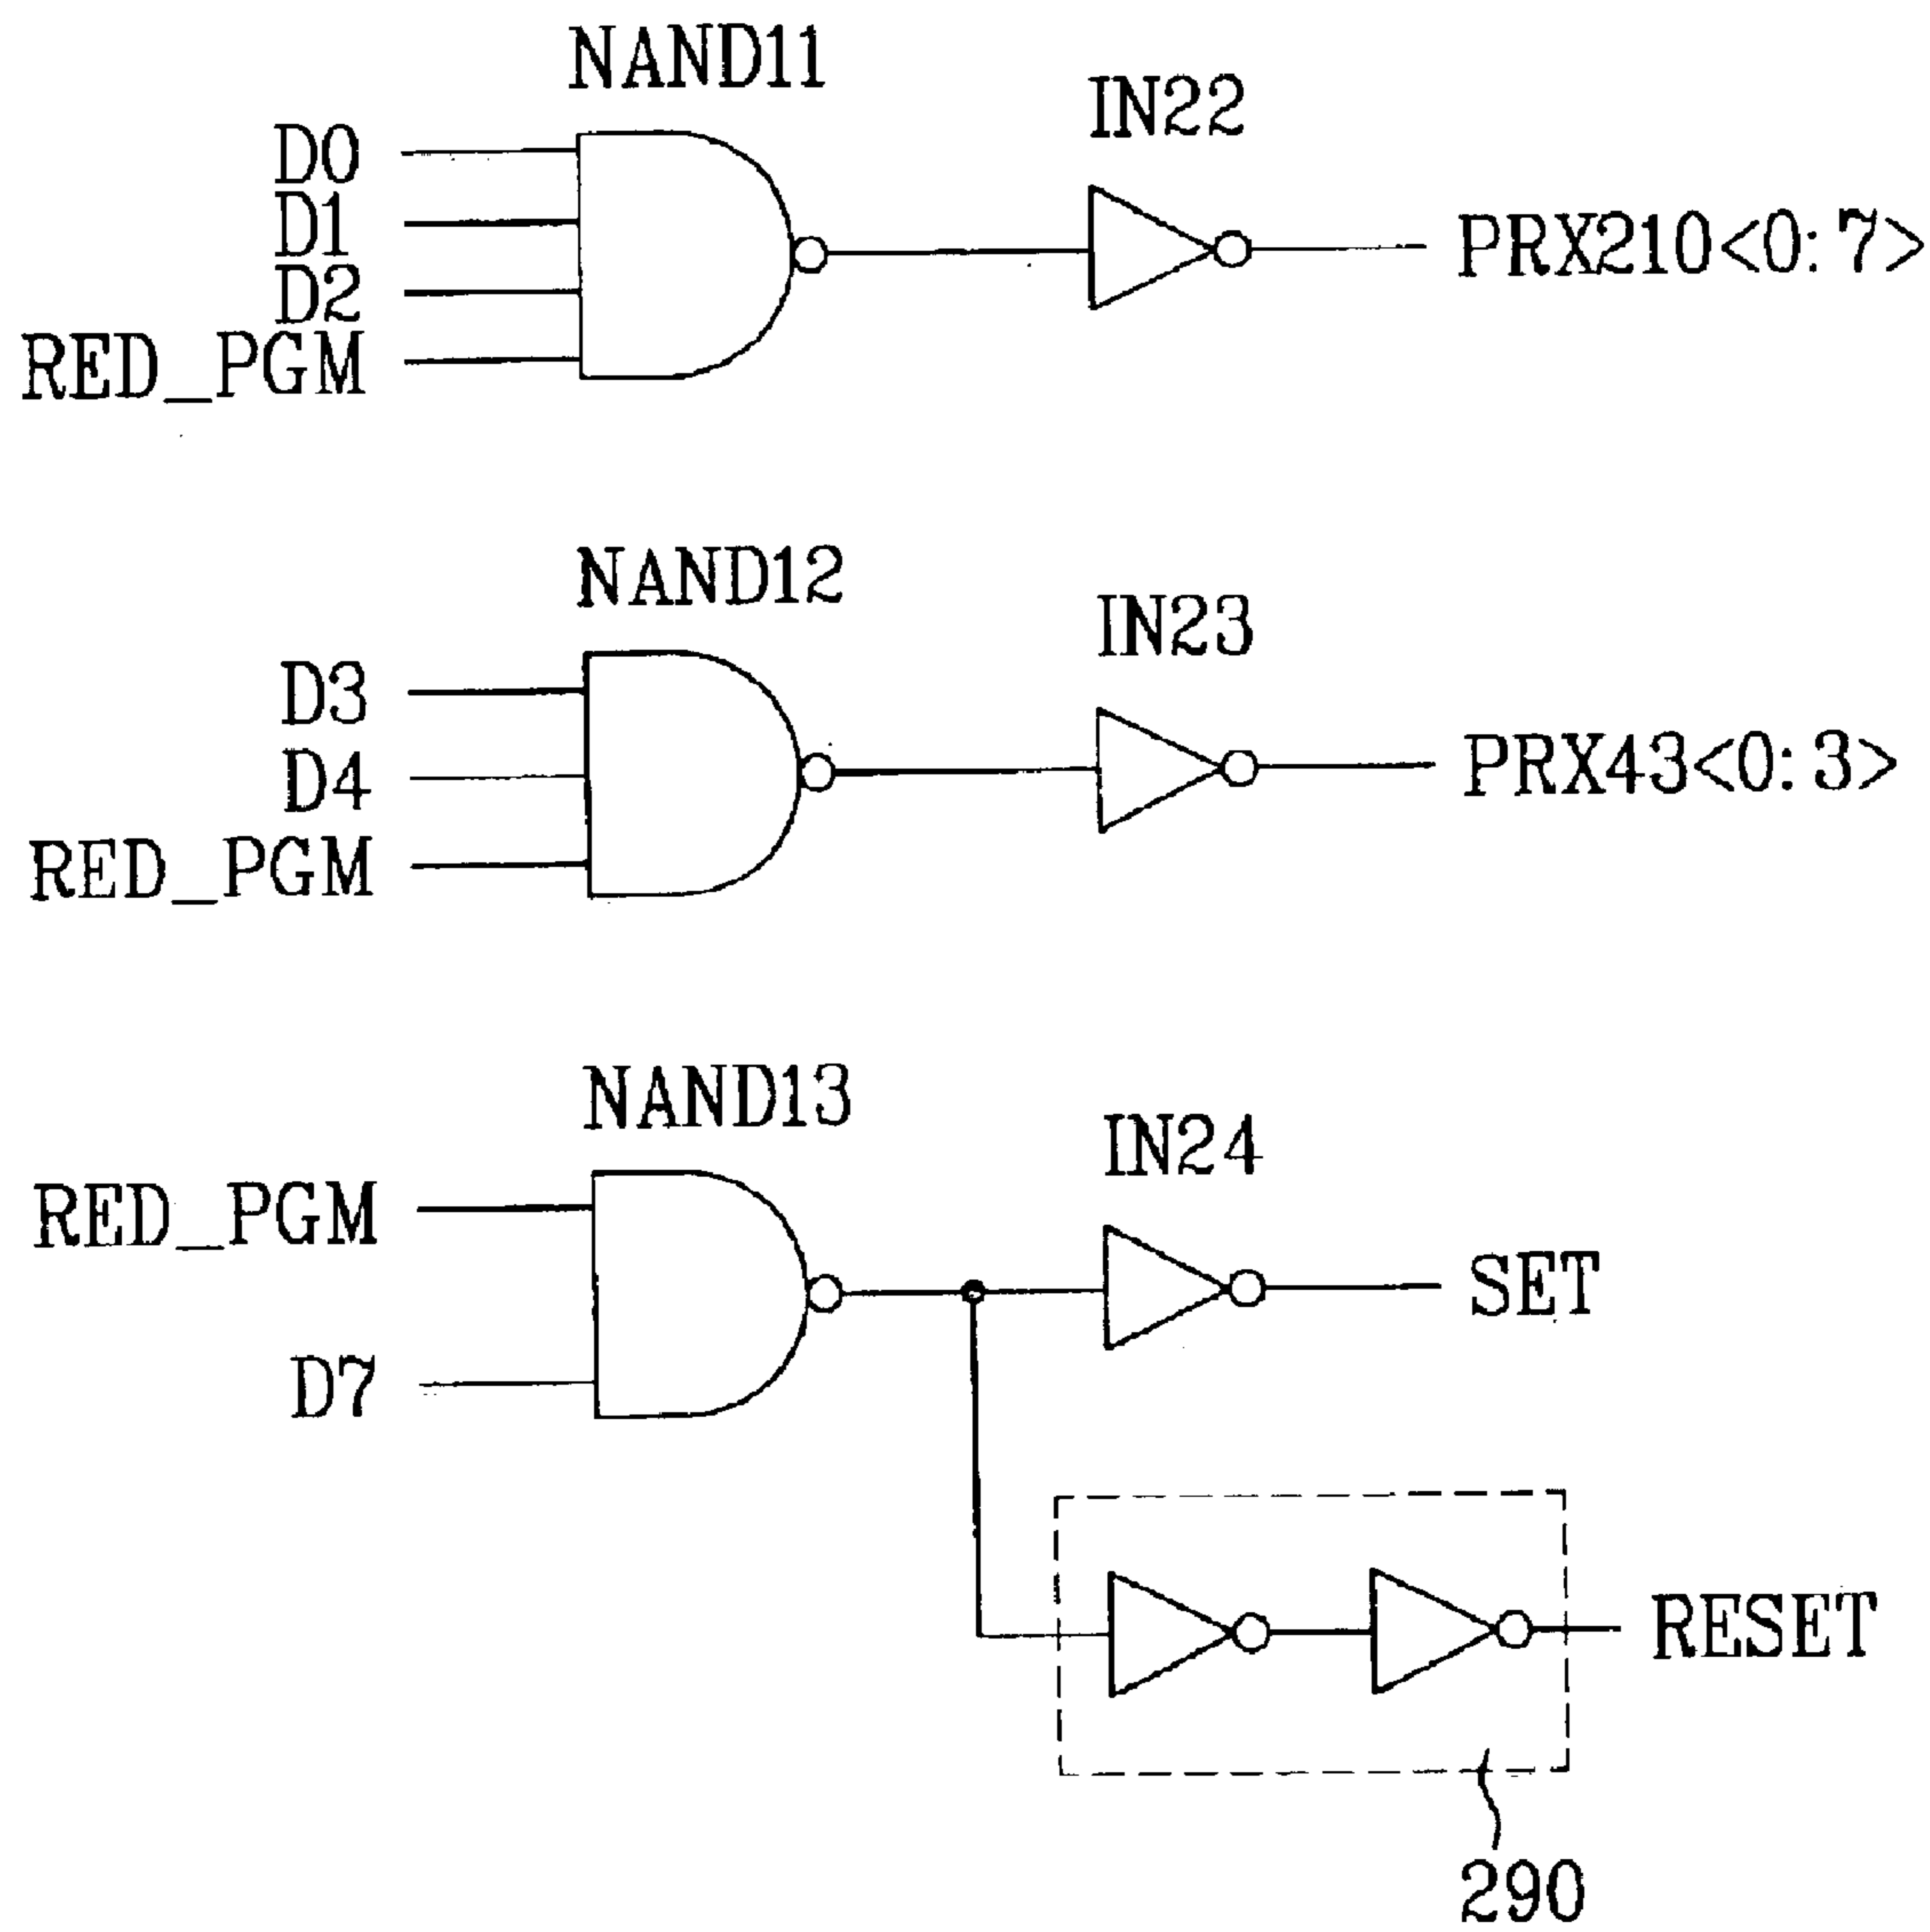 NAND11
IN22
D0
D1
D2
RED_PGM
PRX210<0:7>
NAND12
IN23
D3
D4
RED_PGM
PRX43<0:3>
NAND13
IN24
RED_PGM
D7
SET
RESET
290